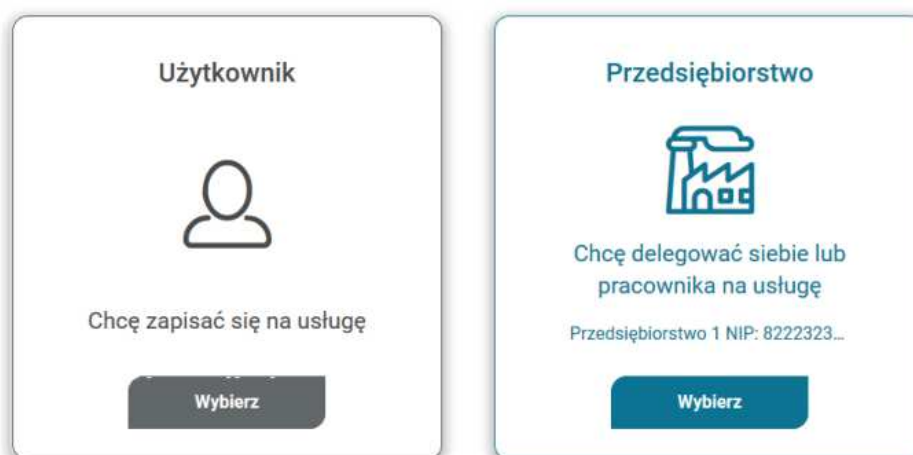 Użytkownik
Chcę zapisać się na usługę
Wybierz
Przedsiębiorstwo
Chcę delegować siebie lub
pracownika na usługę
Przedsiębiorstwo 1 NIP: 8222323...
Wybierz